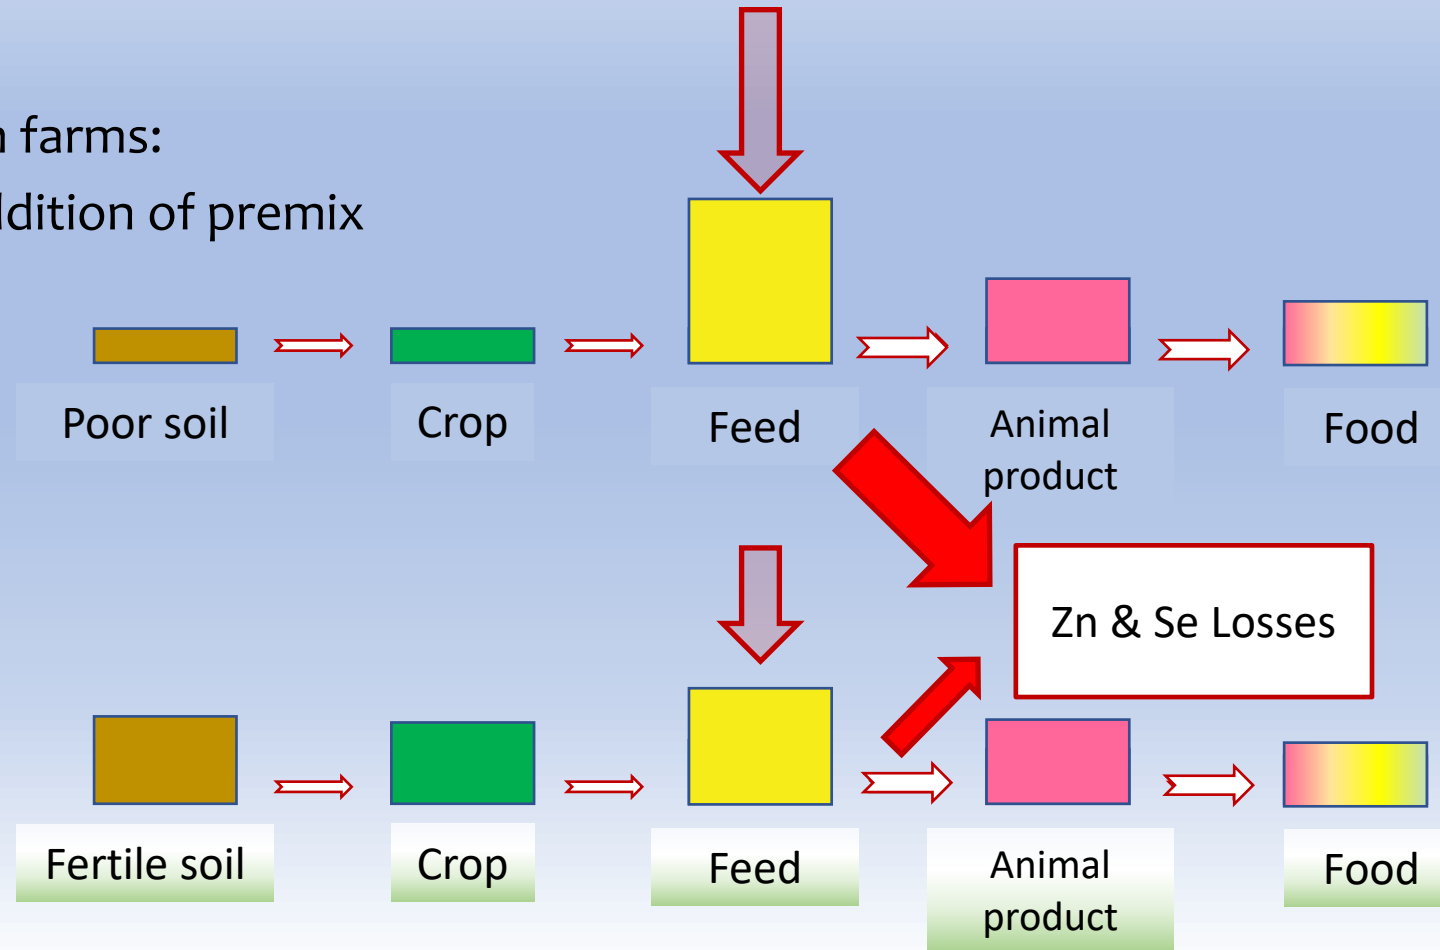 farms:
of premix
Poor soil
Crop
Feed
Animal
product
Food
Zn & Se Losses
Fertile soil
Crop
Feed
Animal
product
Food